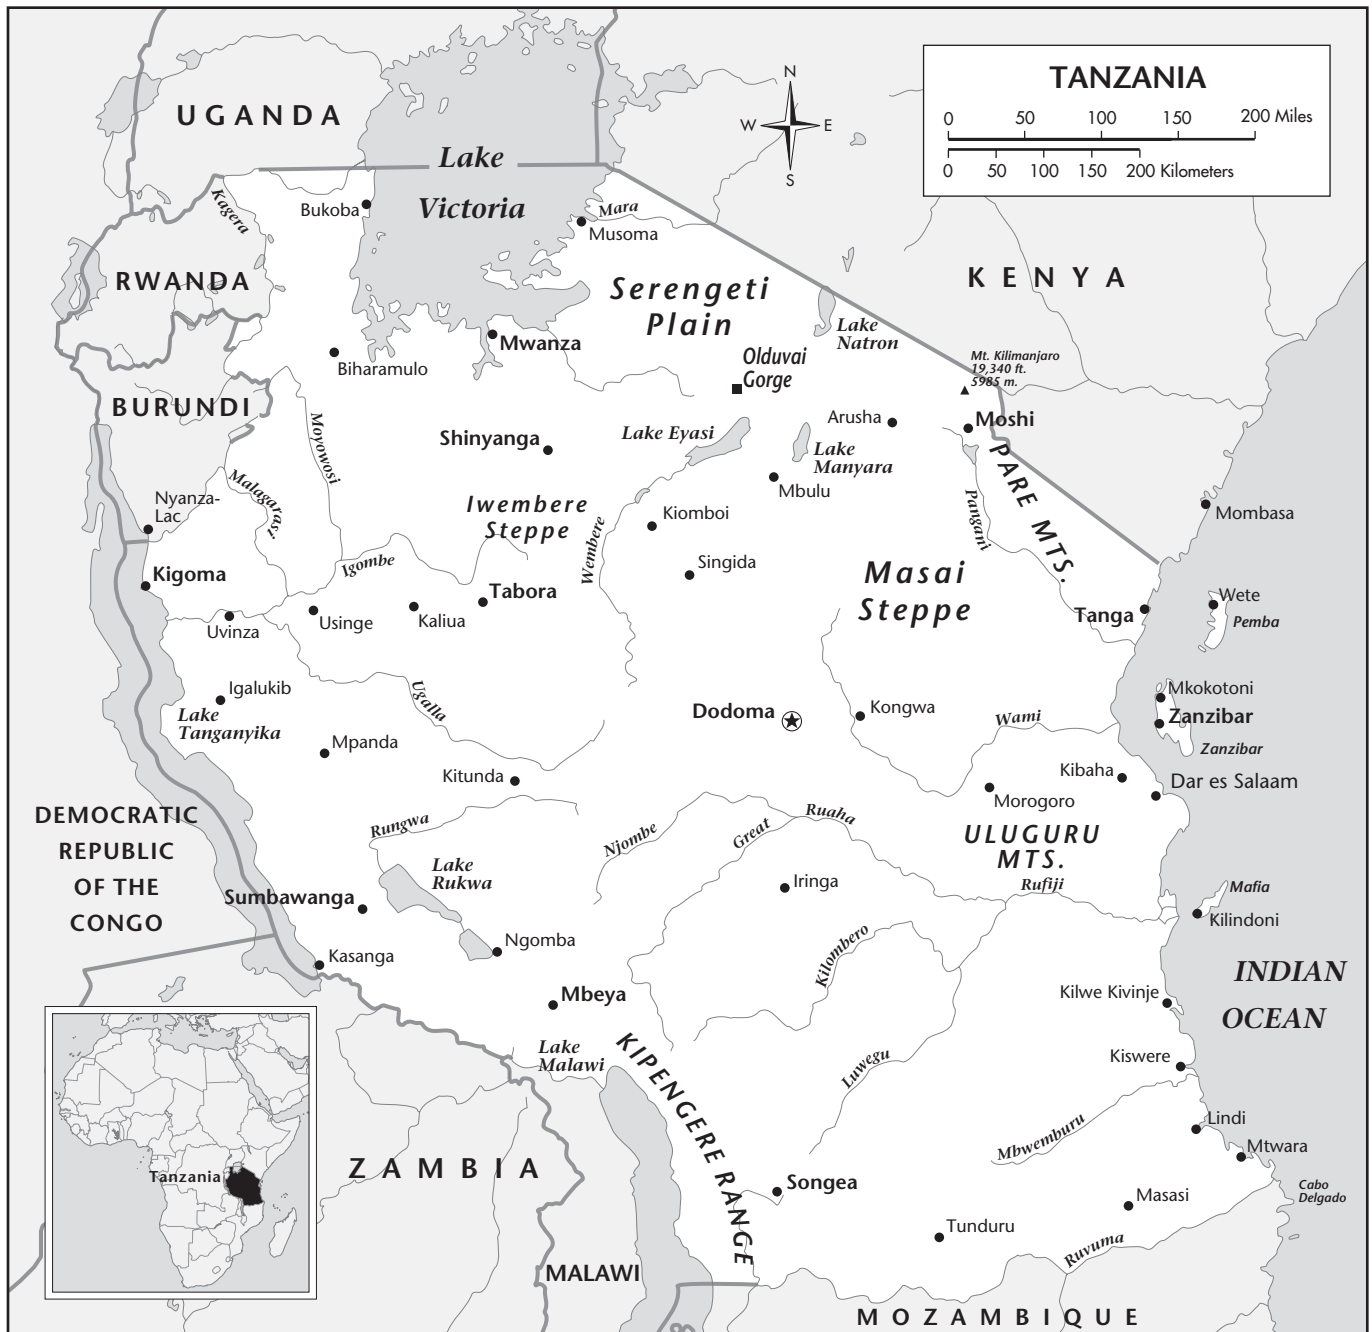 TANZANIA
0 50 100 150 200 Miles
0 50 100 150 200 Kilometers
N
W E
S
UGANDA
Lake
Victoria
Kagera
Bukoba
Mara
Musoma
RWANDA
KENYA
Serengeti
Plain
Lake
Natron
Mwanza
Biharamulo
Olduvai
Gorge
Mt. Kilimanjaro
19,340 ft.
5985 m.
BURUNDI
Moyowosi
Shinyanga
Lake Eyasi
Arusha
Moshi
Lake
Manyara
Mbulu
PARE MTS.
Malagarasi
Nyanza-
Lac
Iwembere
Steppe
Wembere
Kiomboi
Pangani
Mombasa
Igombe
Singida
Kigoma
Masai
Steppe
Tabora
Usinge
Kaliua
Uvinza
Tanga
Wete
Pemba
Igalukib
Lake
Tanganyika
Ugalla
Mkokotoni
Zanzibar
Zanzibar
Dodoma
Kongwa
Wami
Mpanda
Kitunda
Kibaha
Dar es Salaam
Morogoro
DEMOCRATIC
REPUBLIC
OF THE
CONGO
Rungwa
Njombe
Great
Ruaha
ULUGURU
MTS.
Lake
Rukwa
Iringa
Rufiji
Mafia
Kilindoni
Sumbawanga
Ngomba
Kasanga
Kilombero
INDIAN
OCEAN
Mbeya
Kilwe Kivinje
Lake
Malawi
KIPENGERE RANGE
Luwegu
Kiswere
Mbwemburu
Lindi
Mtwara
Tanzania
ZAMBIA
Songea
Masasi
Cabo
Delgado
Tunduru
Ruvuma
MALAWI
MOZAMBIQUE